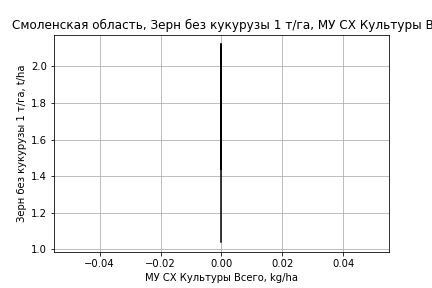 Смоленская область, Зерн без кукурузы 1 т/га, МУ СХ Культуры В
2.0
1.8
1.6
1.4
1.2
1.0
Зерн без кукурузы 1 т/га, t/ha
−0.04 −0.02 0.00 0.02 0.04
МУ СХ Культуры Всего, kg/ha